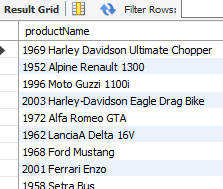 Result Grid Filter Rows:
productName
1969 Harley Davidson Ultimate Chopper
1952 Alpine Renault 1300
1996 Moto Guzzi 1100i
2003 Harley-Davidson Eagle Drag Bike
1972 Alfa Romeo GTA
1962 LanciaA Delta 16V
1968 Ford Mustang
2001 Ferrari Enzo
1958 Setra Bus